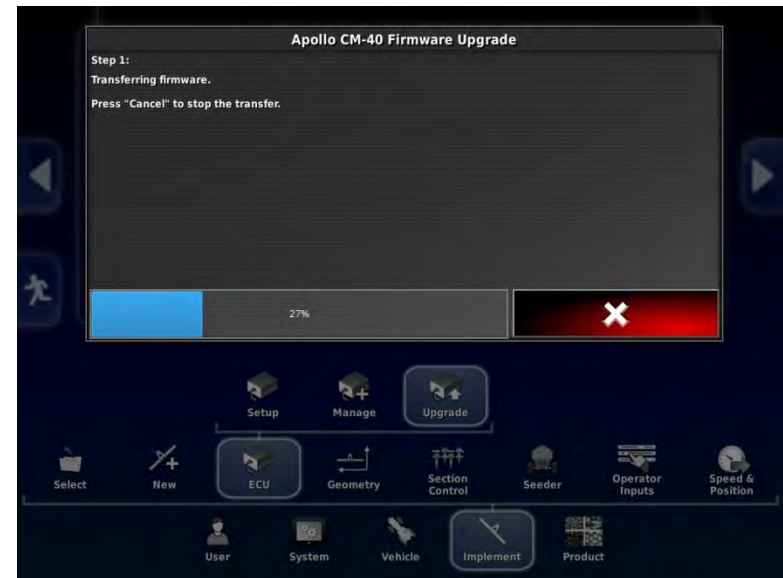 Apollo CM-40 Firmware Upgrade
Step 1:
Transferring firmware.
Press "Cancel" to stop the transfer.
27%
Setup
Manage
Upgrade
Select
New
ECU
Geometry
Section
Control
Seeder
Operator
Inputs
Speed &
Position
User
System
Vehicle
Implement
Product